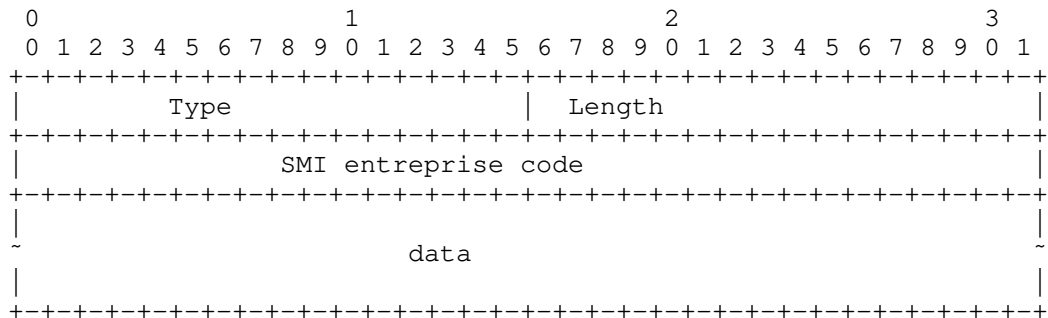 0                   1                   2                   3
 0 1 2 3 4 5 6 7 8 9 0 1 2 3 4 5 6 7 8 9 0 1 2 3 4 5 6 7 8 9 0 1
+-+-+-+-+-+-+-+-+-+-+-+-+-+-+-+-+-+-+-+-+-+-+-+-+-+-+-+-+-+-+-+-+
|         Type                  |  Length                       |
+-+-+-+-+-+-+-+-+-+-+-+-+-+-+-+-+-+-+-+-+-+-+-+-+-+-+-+-+-+-+-+-+
|                SMI entreprise code                            |
+-+-+-+-+-+-+-+-+-+-+-+-+-+-+-+-+-+-+-+-+-+-+-+-+-+-+-+-+-+-+-+-+
|                                                               |
~                        data                                   ~
|                                                               |
+-+-+-+-+-+-+-+-+-+-+-+-+-+-+-+-+-+-+-+-+-+-+-+-+-+-+-+-+-+-+-+-+